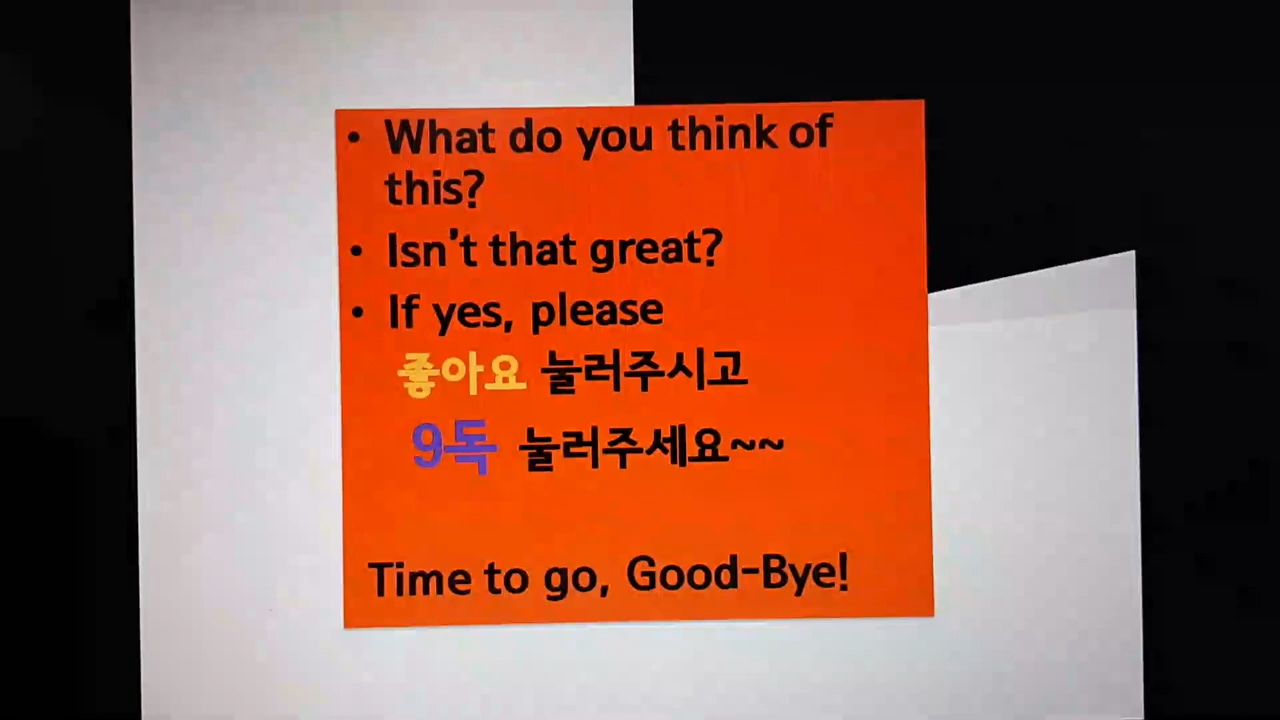 • What do you think of
this?
• Isn't that great?
• If yes, please
좋아요 눌러주시고
9독 눌러주세요~~
Time to go, Good-Bye!